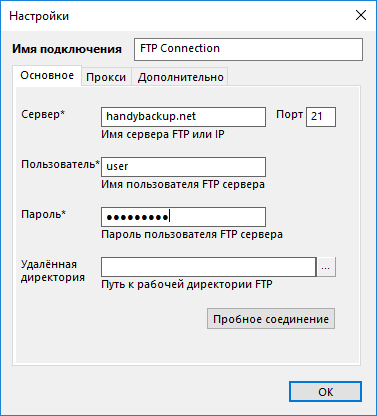 Настройки
Имя подключения FTP Connection
Основное Прокси Дополнительно
Сервер* handybackup.net Порт 21
Имя сервера FTP или IP
Пользователь* user
Имя пользователя FTP сервера
Пароль* ●●●●●●●●●
Пароль пользователя FTP сервера
Удалённая
директория ...
Путь к рабочей директории FTP
Пробное соединение
OK